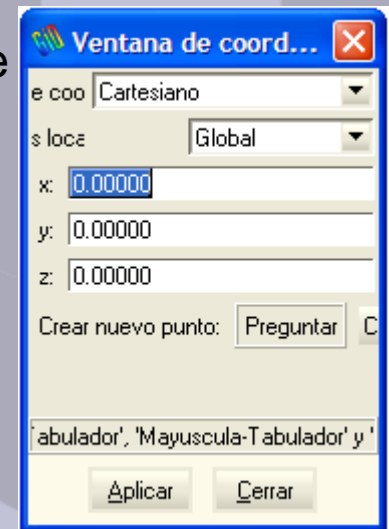 Ventana de coord...
e
e coo Cartesiano
s loca Global
x: 0.00000
y: 0.00000
z: 0.00000
Crear nuevo punto: Preguntar C
Tabulador', 'Mayuscula-Tabulador' y '
Aplicar Cerrar